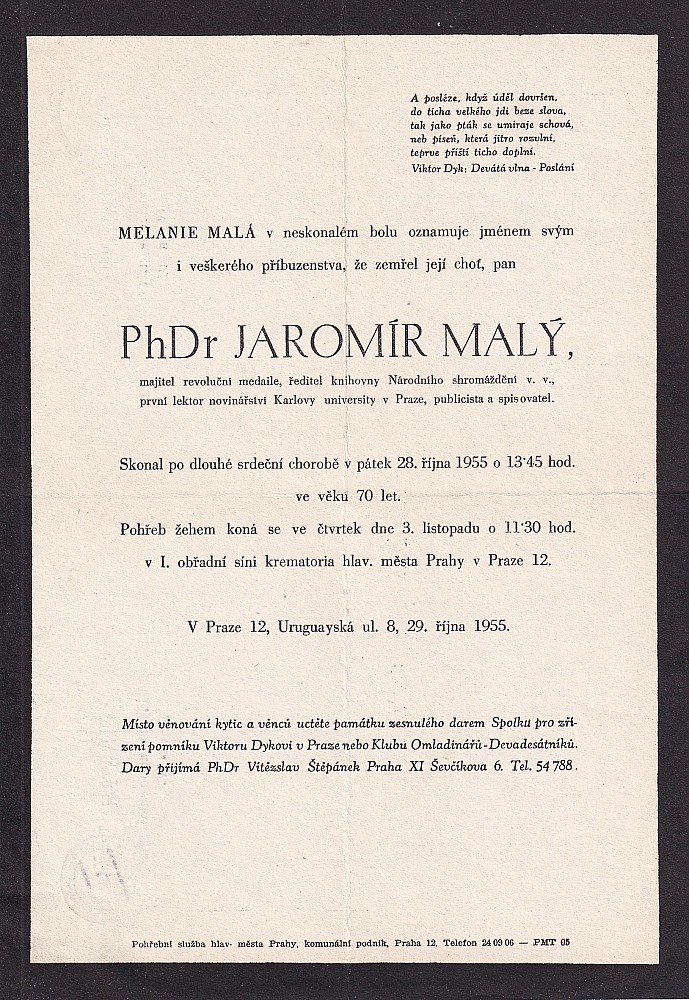 A posléze, když úděl dovršen,
do ticha velkého jdi beze slova,
tak jako pták se umíraje schová,
neb píseň, která jitro rozvlní,
teprve příští ticho doplní.
Viktor Dyk: Devátá vlna - Poslání
MELANIE MALÁ v neskonalém bolu oznamuje jménem svým
i veškerého příbuzenstva, že zemřel její choť, pan
PhDr JAROMÍR MALÝ,
majitel revoluční medaile, ředitel knihovny Národního shromáždění v. v.,
první lektor novinářství Karlovy university v Praze, publicista a spisovatel.
Skonal po dlouhé srdeční chorobě v pátek 28. října 1955 o 13·45 hod.
ve věku 70 let.
Pohřeb žehem koná se ve čtvrtek dne 3. listopadu o 11·30 hod.
v I. obřadní síni krematoria hlav. města Prahy v Praze 12.
V Praze 12, Uruguayská ul. 8, 29. října 1955.
Místo věnování kytic a věnců uctěte památku zesnulého darem Spolku pro zří-
zení pomníku Viktoru Dykovi v Praze nebo Klubu Omladinářů-Devadesátníků.
Dary přijímá PhDr Vítězslav Štěpánek Praha XI Ševčíkova 6. Tel. 54 788.
Pohřební služba hlav. města Prahy, komunální podnik, Praha 12, Telefon 24 09 06 — PMT 05